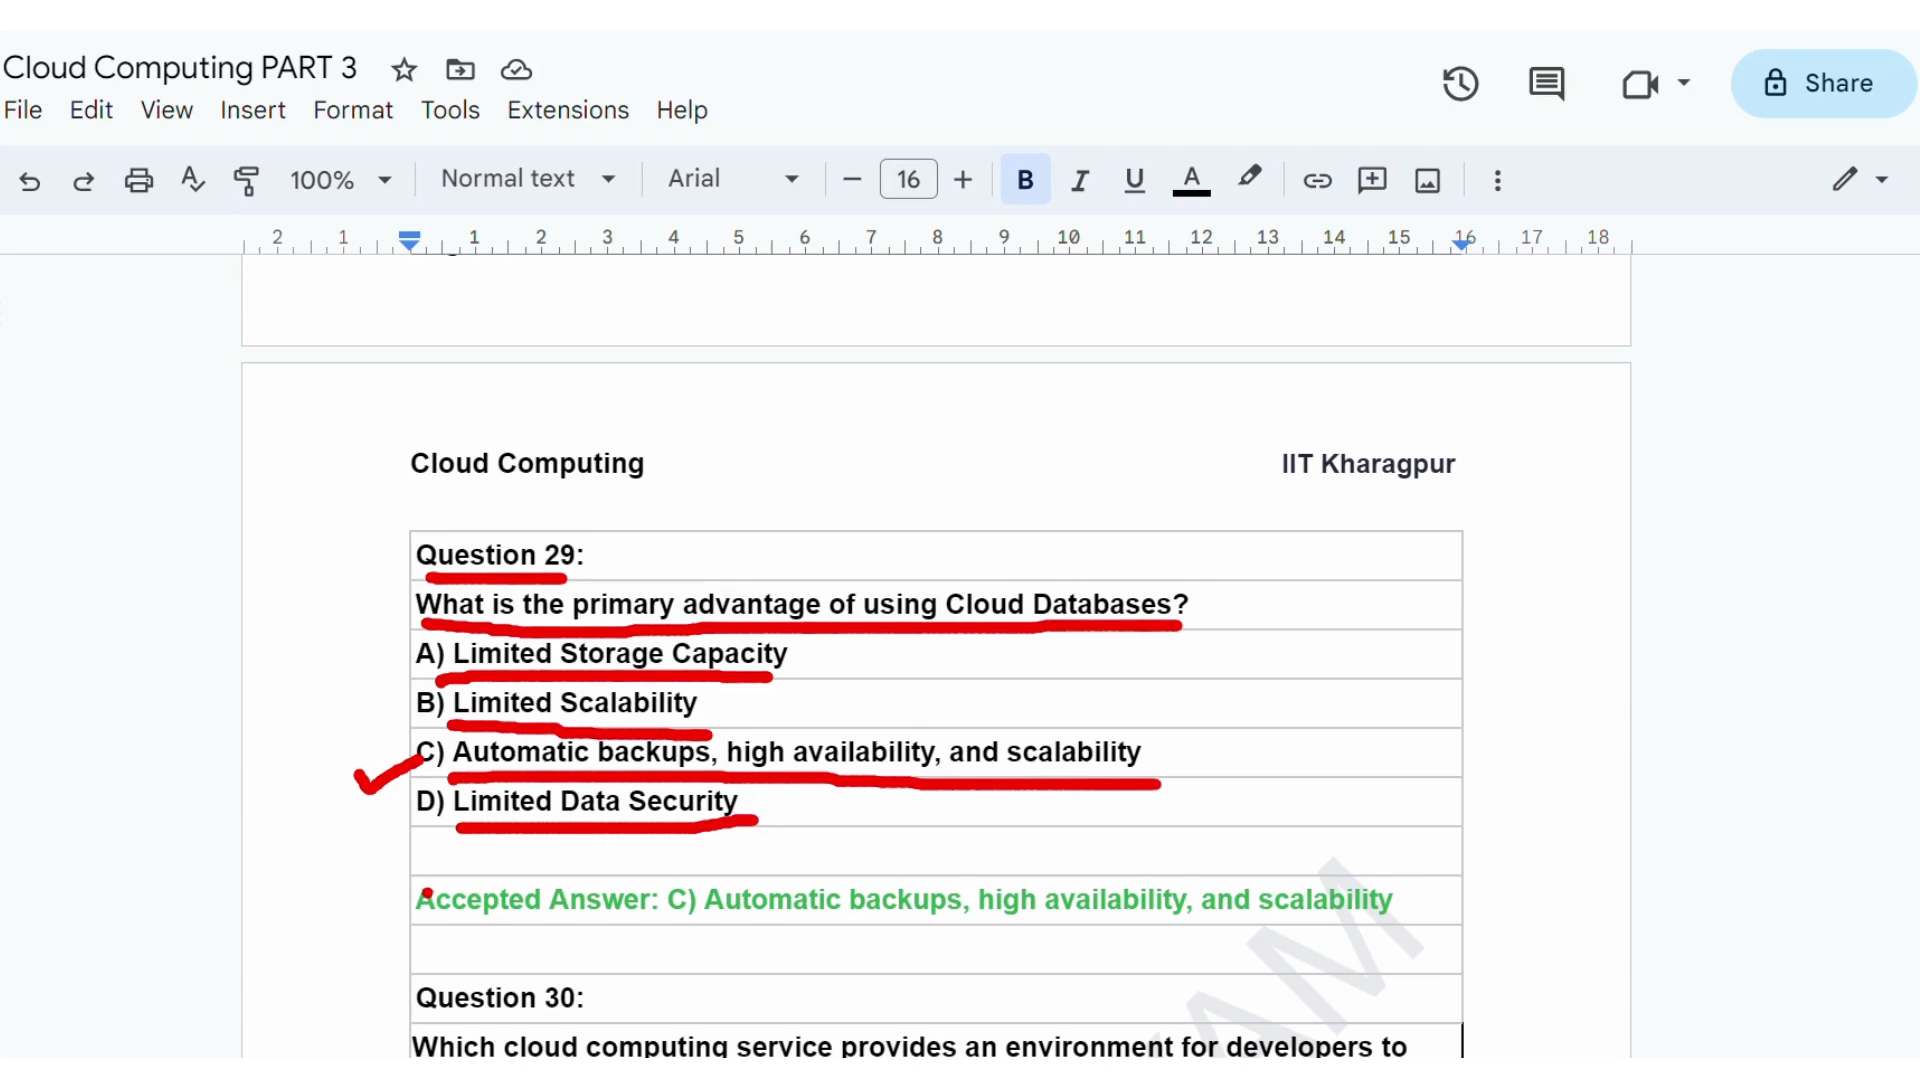 Cloud Computing PART 3
File Edit View Insert Format Tools Extensions Help
Share
100% Normal text Arial 16 B I U A
2 1 1 2 3 4 5 6 7 8 9 10 11 12 13 14 15 16 17 18
Cloud Computing IIT Kharagpur
Question 29:
What is the primary advantage of using Cloud Databases?
A) Limited Storage Capacity
B) Limited Scalability
C) Automatic backups, high availability, and scalability
D) Limited Data Security
Accepted Answer: C) Automatic backups, high availability, and scalability
Question 30:
Which cloud computing service provides an environment for developers to